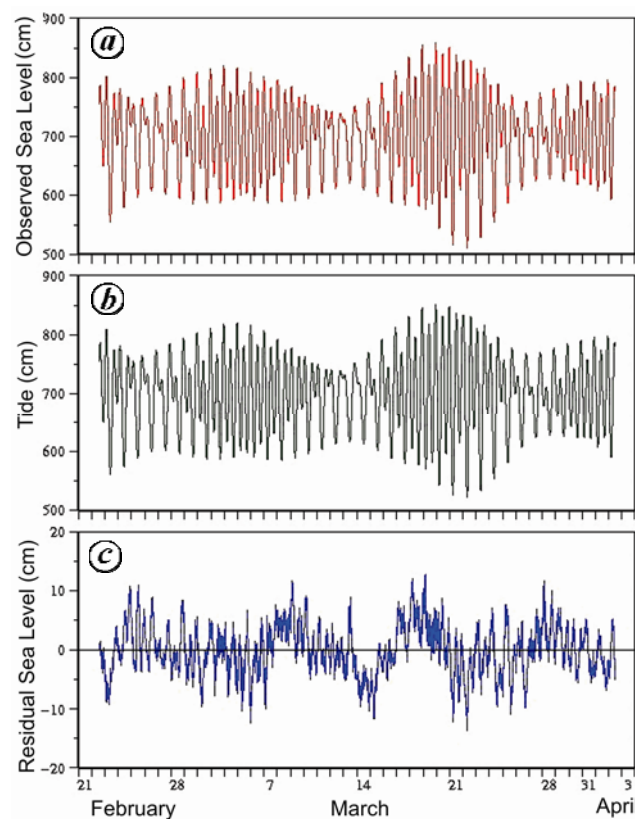 a
Observed Sea Level (cm)
900
800
700
600
500
b
Tide (cm)
900
800
700
600
500
c
Residual Sea Level (cm)
20
10
0
−10
−20
21 28 7 14 21 28 31 3
February March Apri